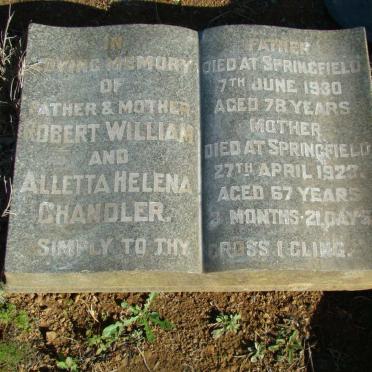 IN
LOVING MEMORY
OF
FATHER & MOTHER
ROBERT WILLIAM
AND
ALLETTA HELENA
CHANDLER.
SIMPLY TO THY
FATHER
DIED AT SPRINGFIELD
7TH JUNE 1930
AGED 78 YEARS
MOTHER
DIED AT SPRINGFIELD
27TH APRIL
AGED 67 YEARS
MONTHS 21 DAYS
CROSS I CLING.